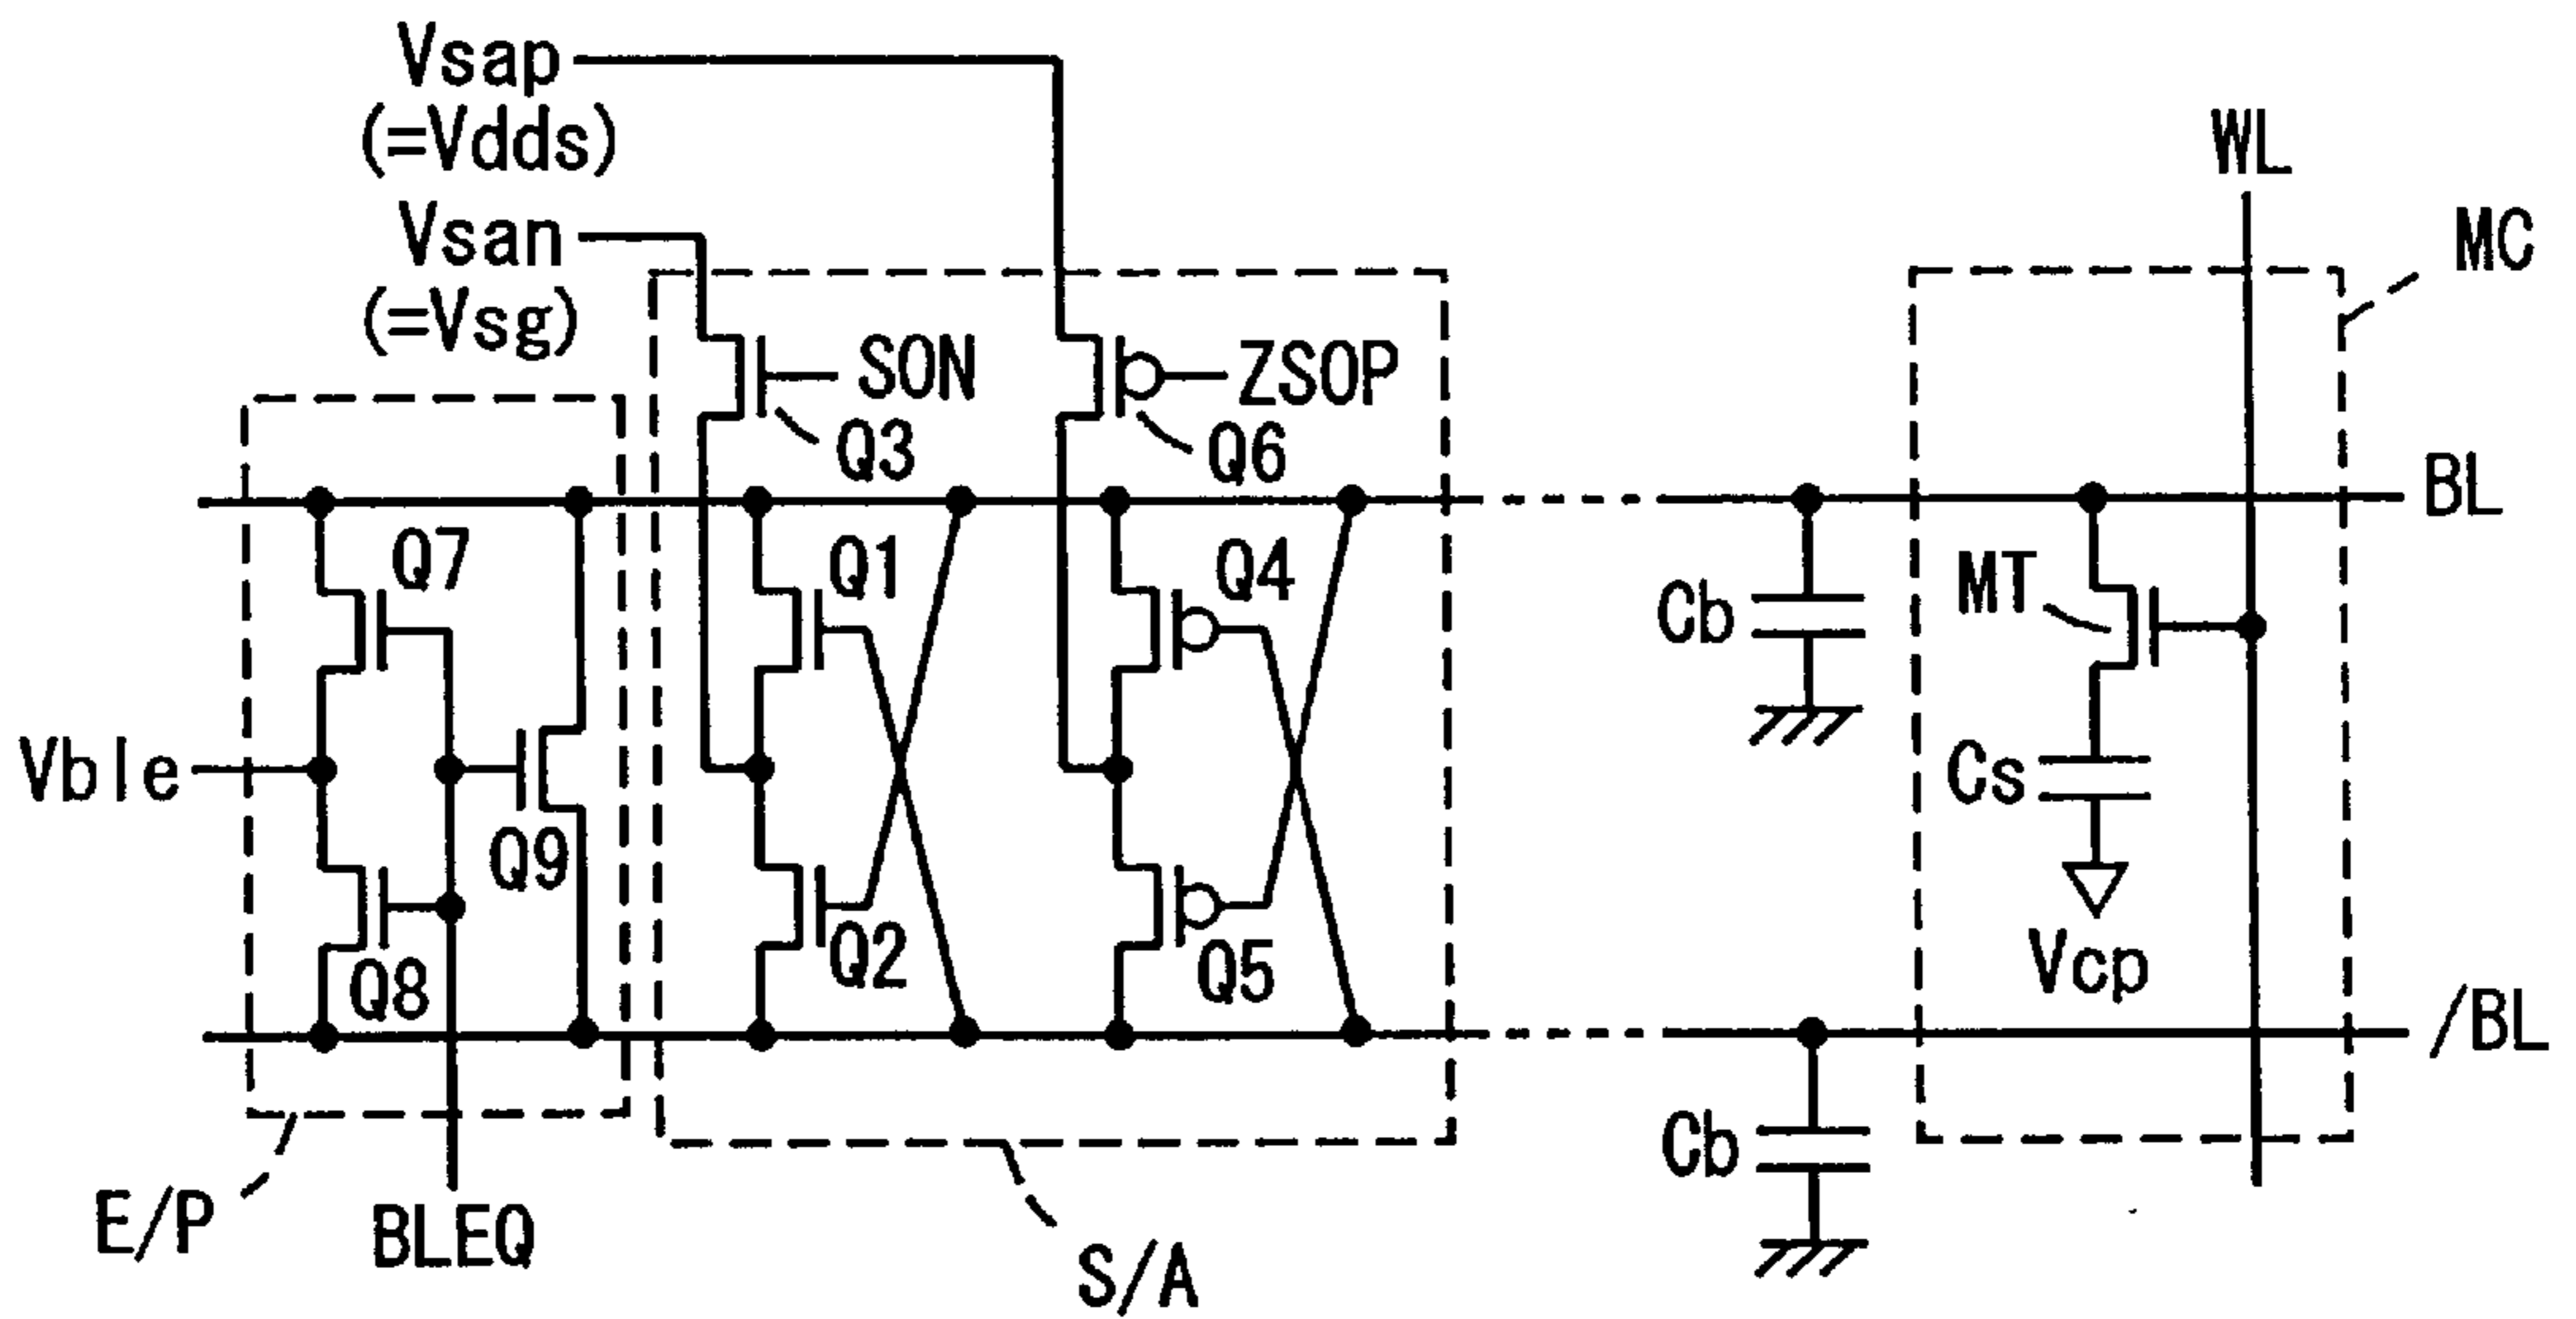 Vsap
(=Vdds)
WL
Vsan
MC
(=Vsg)
SON
ZSOP
Q3
Q6
BL
Q7
Q1
Q4
MT
Cb
Vble
Cs
Q9
Q8
Q2
Q5
Vcp
/BL
Cb
E/P
BLEQ
S/A